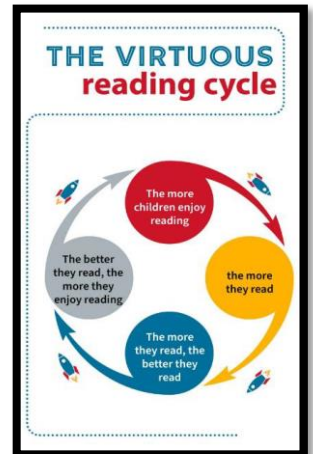 THE VIRTUOUS
reading cycle
The more
children enjoy
reading
the more
they read
The more
they read, the
better they
read
The better
they read, the
more they
enjoy reading